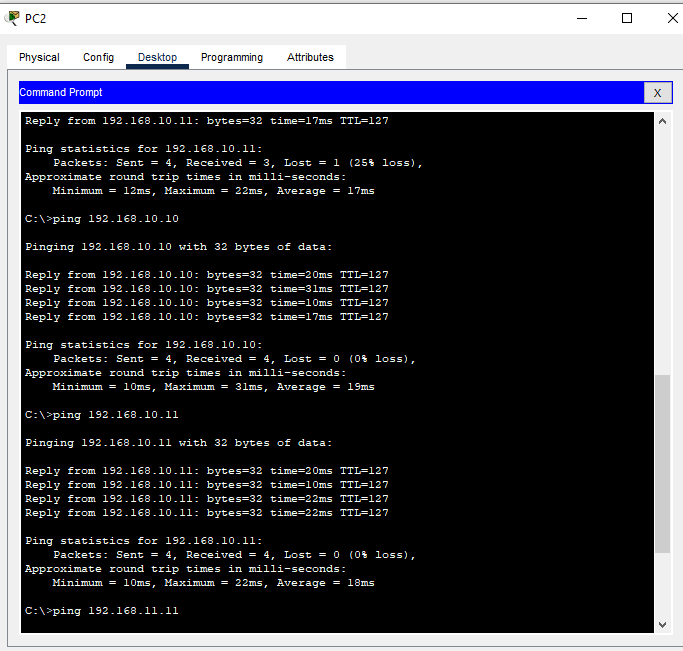 PC2
Physical Config Desktop Programming Attributes
Command Prompt
X
Reply from 192.168.10.11: bytes=32 time=17ms TTL=127
Ping statistics for 192.168.10.11:
Packets: Sent = 4, Received = 3, Lost = 1 (25% loss),
Approximate round trip times in milli-seconds:
Minimum = 12ms, Maximum = 22ms, Average = 17ms
C:\>ping 192.168.10.10
Pinging 192.168.10.10 with 32 bytes of data:
Reply from 192.168.10.10: bytes=32 time=20ms TTL=127
Reply from 192.168.10.10: bytes=32 time=31ms TTL=127
Reply from 192.168.10.10: bytes=32 time=10ms TTL=127
Reply from 192.168.10.10: bytes=32 time=17ms TTL=127
Ping statistics for 192.168.10.10:
Packets: Sent = 4, Received = 4, Lost = 0 (0% loss),
Approximate round trip times in milli-seconds:
Minimum = 10ms, Maximum = 31ms, Average = 19ms
C:\>ping 192.168.10.11
Pinging 192.168.10.11 with 32 bytes of data:
Reply from 192.168.10.11: bytes=32 time=20ms TTL=127
Reply from 192.168.10.11: bytes=32 time=10ms TTL=127
Reply from 192.168.10.11: bytes=32 time=22ms TTL=127
Reply from 192.168.10.11: bytes=32 time=22ms TTL=127
Ping statistics for 192.168.10.11:
Packets: Sent = 4, Received = 4, Lost = 0 (0% loss),
Approximate round trip times in milli-seconds:
Minimum = 10ms, Maximum = 22ms, Average = 18ms
C:\>ping 192.168.11.11